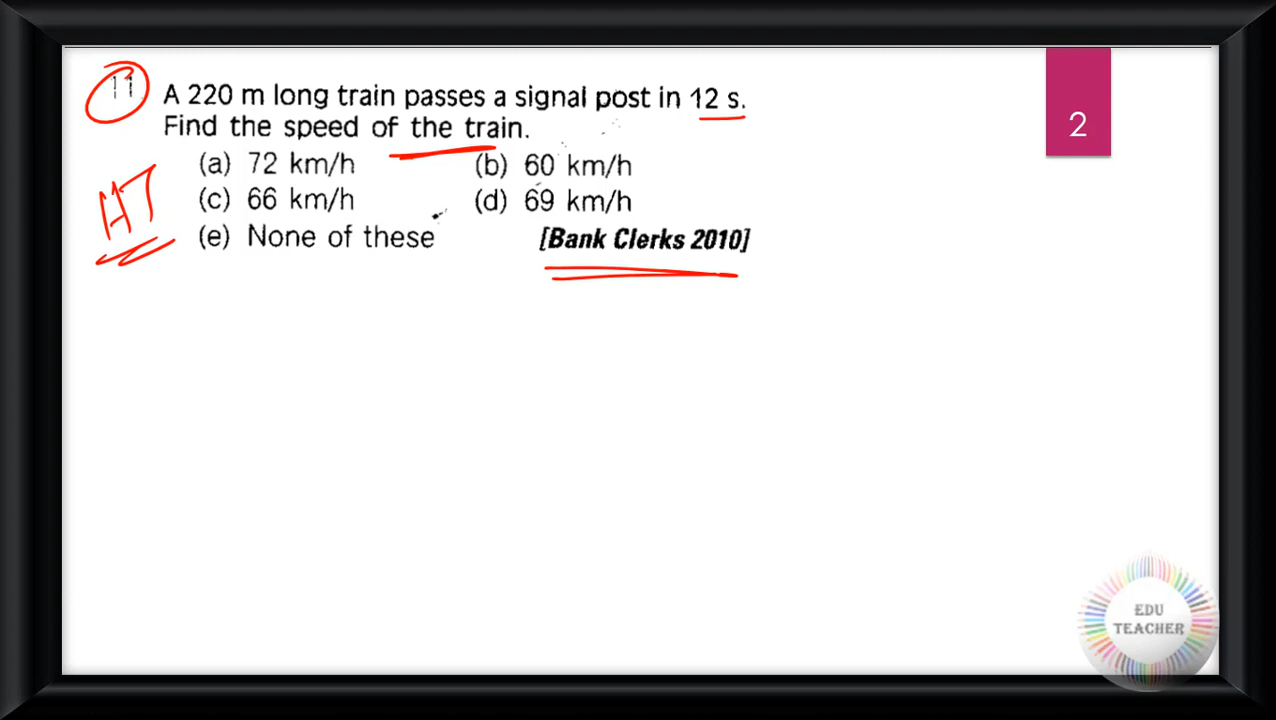 11
A 220 m long train passes a signal post in 12 s.
Find the speed of the train.
(a) 72 km/h (b) 60 km/h
(c) 66 km/h (d) 69 km/h
(e) None of these [Bank Clerks 2010]
HT
2
EDU
TEACHER